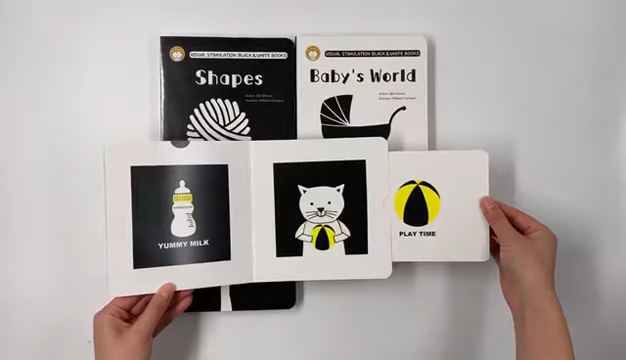 VISUAL STIMULATION BLACK & WHITE BOOKS
Shapes
VISUAL STIMULATION BLACK & WHITE BOOKS
Baby's World
YUMMY MILK
PLAY TIME